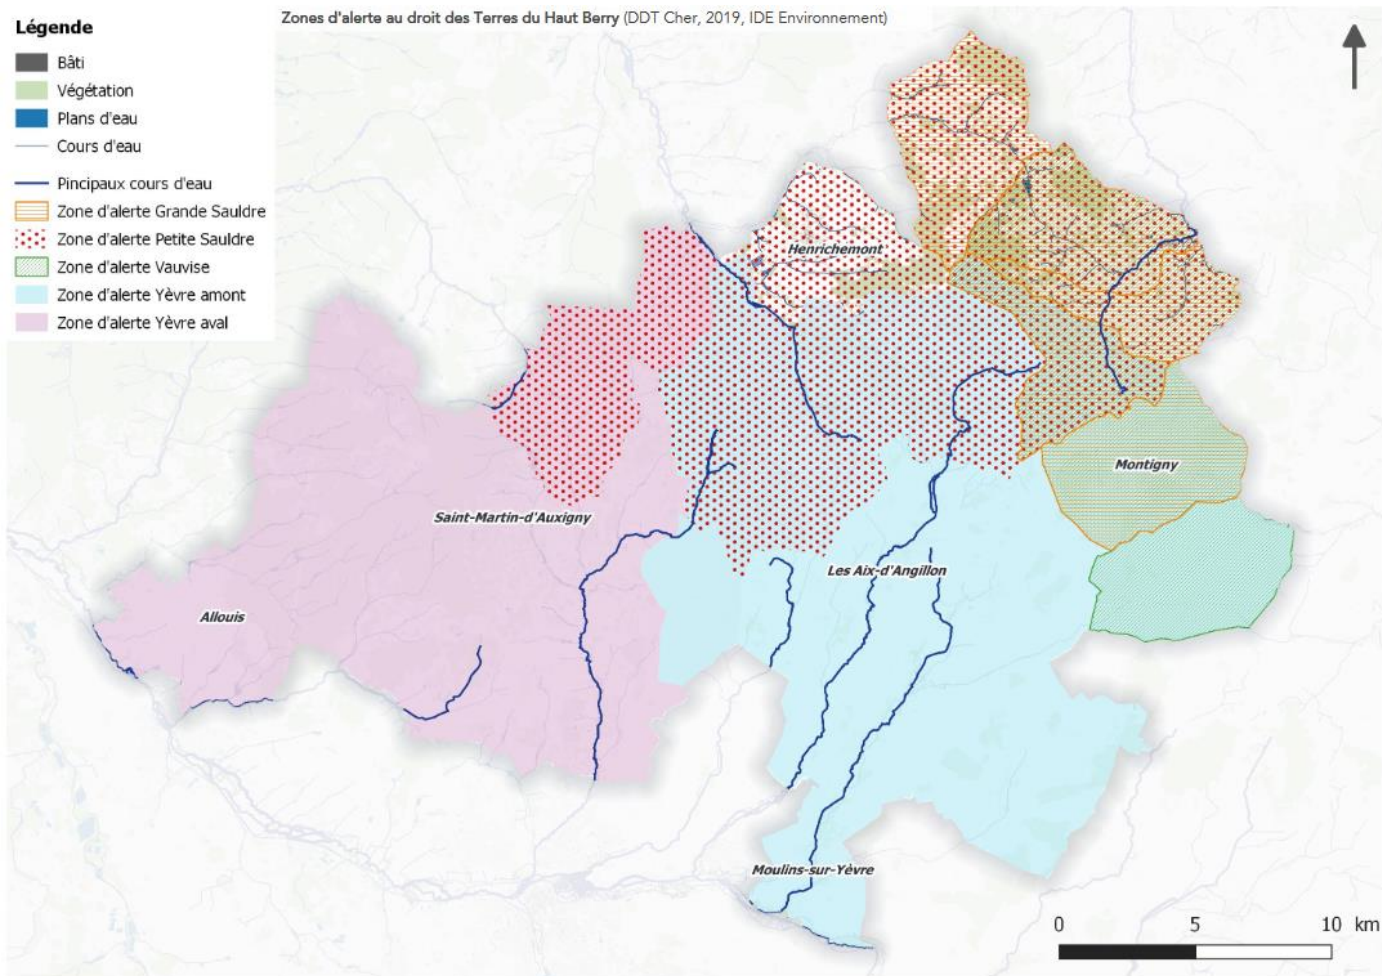 Zones d'alerte au droit des Terres du Haut Berry (DDT Cher, 2019, IDE Environnement)
Légende
Bâti
Végétation
Plans d'eau
Cours d'eau
Pincipaux cours d'eau
Zone d'alerte Grande Sauldre
Zone d'alerte Petite Sauldre
Zone d'alerte Vauvise
Zone d'alerte Yèvre amont
Zone d'alerte Yèvre aval
Henrichemont
Montigny
Saint-Martin-d'Auxigny
Les Aix-d'Angillon
Allouis
Moulins-sur-Yèvre
0 5 10 km